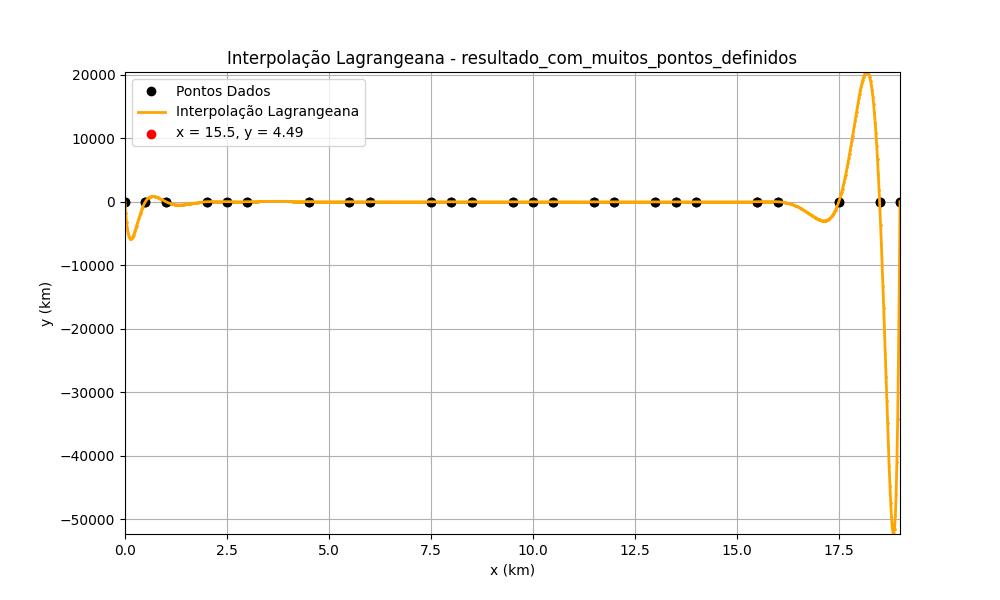 Interpolação Lagrangeana - resultado_com_muitos_pontos_definidos
Pontos Dados
Interpolação Lagrangeana
x = 15.5, y = 4.49
20000
10000
0
−10000
−20000
−30000
−40000
−50000
y (km)
0.0 2.5 5.0 7.5 10.0 12.5 15.0 17.5
x (km)